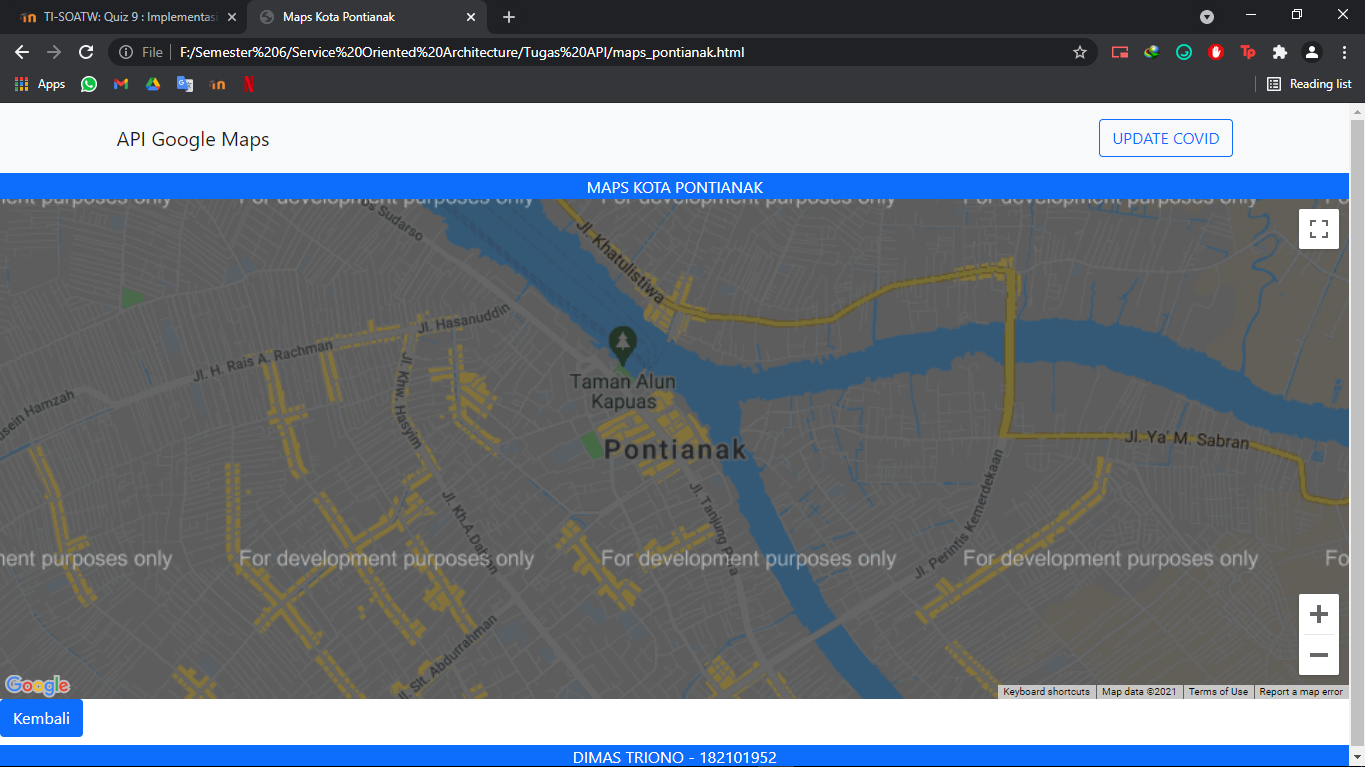 TI-SOATW: Quiz 9 : Implementasi
Maps Kota Pontianak
File
F:/Semester%206/Service%20Oriented%20Architecture/Tugas%20API/maps_pontianak.html
Apps
Reading list
API Google Maps
UPDATE COVID
MAPS KOTA PONTIANAK
For development purposes only
For development purposes only
For development purposes only
Sudarso
Jl. Khatulistiwa
Jl. Hasanuddin
Jl. H. Rais A. Rachman
Jl. Khw. Hasyim
Taman Alun
Kapuas
Hamzah
Pontianak
Jl. Ya' M. Sabran
Jl. Kh.A.Dahlan
Jl. Tanjung Pura
Jl. Perintis Kemerdekaan
ment purposes only
For development purposes only
For development purposes only
For development purposes only
Fo
Jl. Slt. Abdurrahman
Google
Keyboard shortcuts
Map data ©2021
Terms of Use
Report a map error
Kembali
DIMAS TRIONO - 182101952